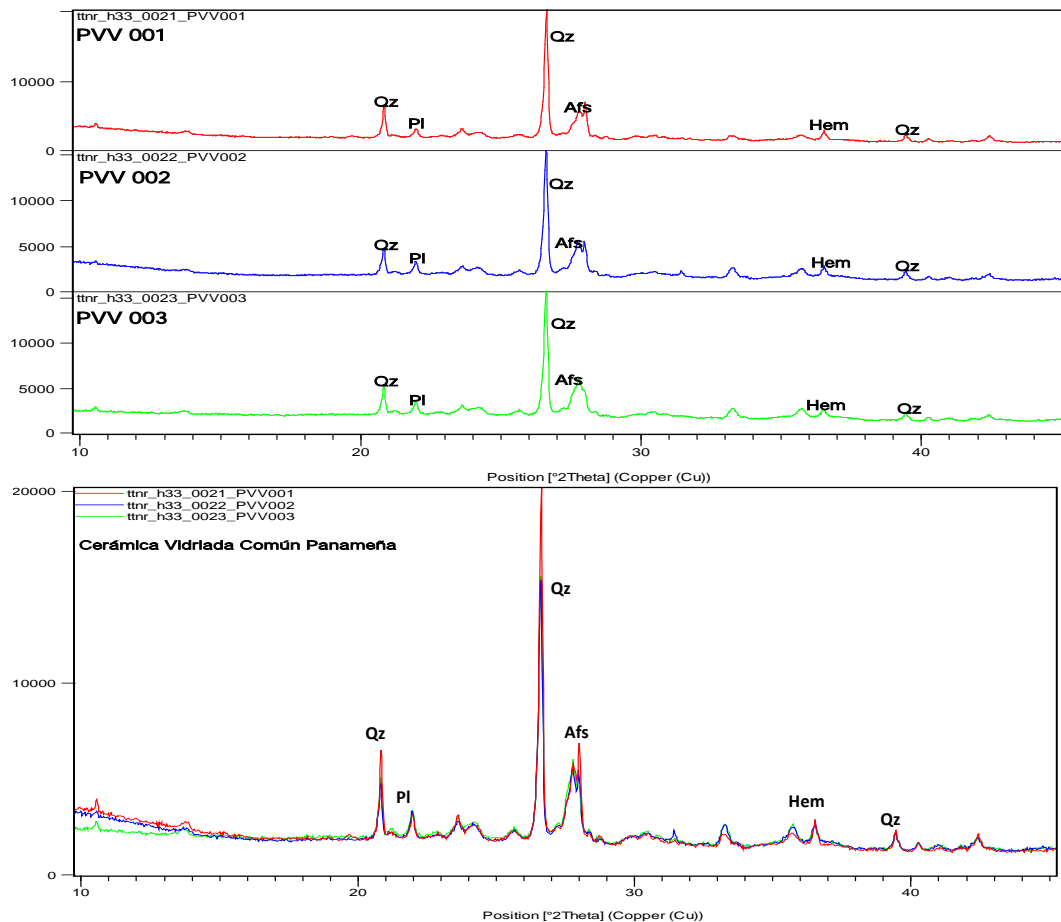 ttnr_h33_0021_PVV001
PVV 001
10000
0
Qz
Pl
Qz
Afs
Hem
Qz
ttnr_h33_0022_PVV002
PVV 002
10000
5000
0
Qz
Pl
Qz
Afs
Hem
Qz
ttnr_h33_0023_PVV003
PVV 003
10000
5000
0
Qz
Pl
Qz
Afs
Hem
Qz
10 20 30 40
Position [°2Theta] (Copper (Cu))
20000
10000
0
ttnr_h33_0021_PVV001
ttnr_h33_0022_PVV002
ttnr_h33_0023_PVV003
Cerámica Vidriada Común Panameña
Qz
Pl
Qz
Afs
Hem
Qz
10 20 30 40
Position [°2Theta] (Copper (Cu))